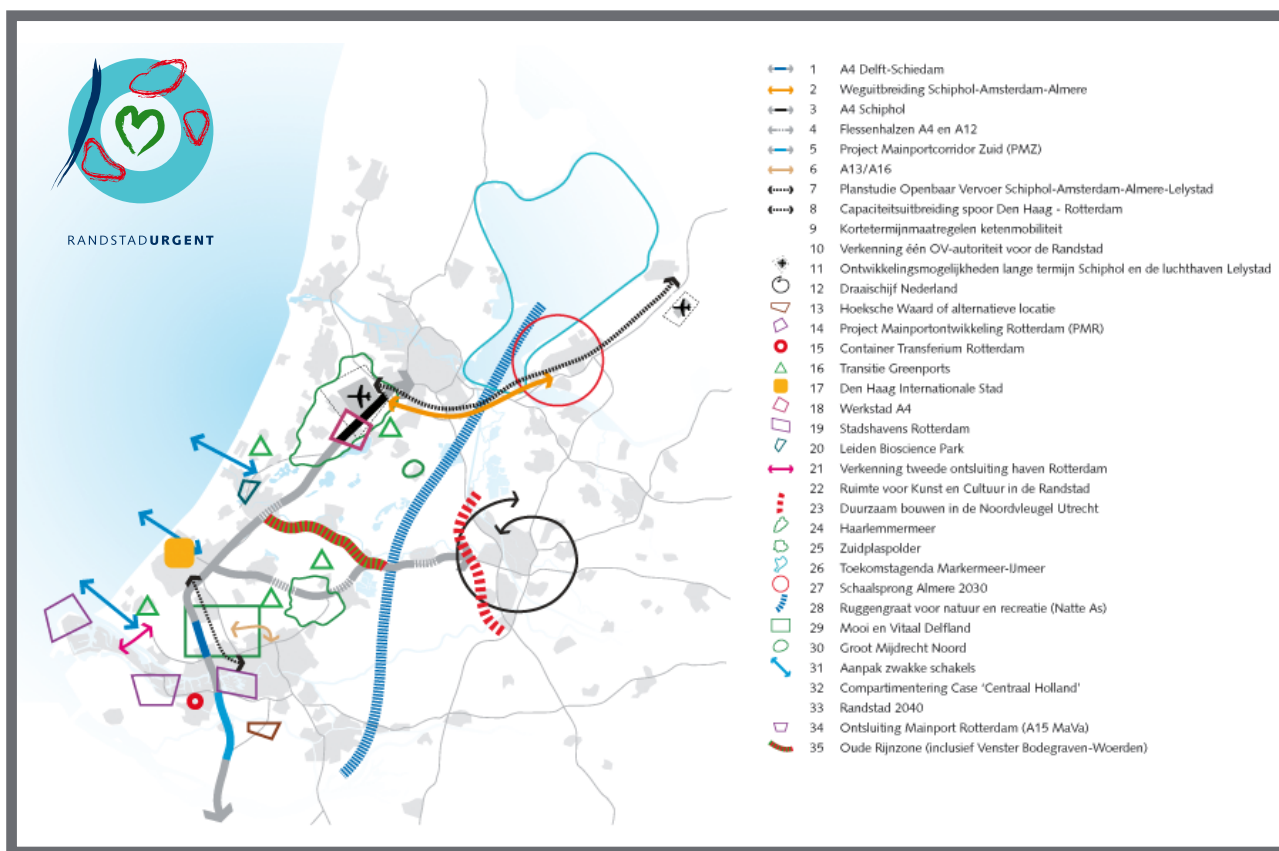 RANDSTADURGENT
1 A4 Delft-Schiedam
2 Weguitbreiding Schiphol-Amsterdam-Almere
3 A4 Schiphol
4 Flessenhalzen A4 en A12
5 Project Mainportcorridor Zuid (PMZ)
6 A13/A16
7 Planstudie Openbaar Vervoer Schiphol-Amsterdam-Almere-Lelystad
8 Capaciteitsuitbreiding spoor Den Haag - Rotterdam
9 Kortetermijnmaatregelen ketenmobiliteit
10 Verkenning één OV-autoriteit voor de Randstad
11 Ontwikkelingsmogelijkheden lange termijn Schiphol en de luchthaven Lelystad
12 Draaischijf Nederland
13 Hoeksche Waard of alternatieve locatie
14 Project Mainportontwikkeling Rotterdam (PMR)
15 Container Transferium Rotterdam
16 Transitie Greenports
17 Den Haag Internationale Stad
18 Werkstad A4
19 Stadshavens Rotterdam
20 Leiden Bioscience Park
21 Verkenning tweede ontsluiting haven Rotterdam
22 Ruimte voor Kunst en Cultuur in de Randstad
23 Duurzaam bouwen in de Noordvleugel Utrecht
24 Haarlemmermeer
25 Zuidplaspolder
26 Toekomstagenda Markermeer-IJmeer
27 Schaalsprong Almere 2030
28 Ruggengraat voor natuur en recreatie (Natte As)
29 Mooi en Vitaal Delfland
30 Groot Mijdrecht Noord
31 Aanpak zwakke schakels
32 Compartimentering Case ‘Centraal Holland’
33 Randstad 2040
34 Ontsluiting Mainport Rotterdam (A15 MaVa)
35 Oude Rijnzone (inclusief Venster Bodegraven-Woerden)